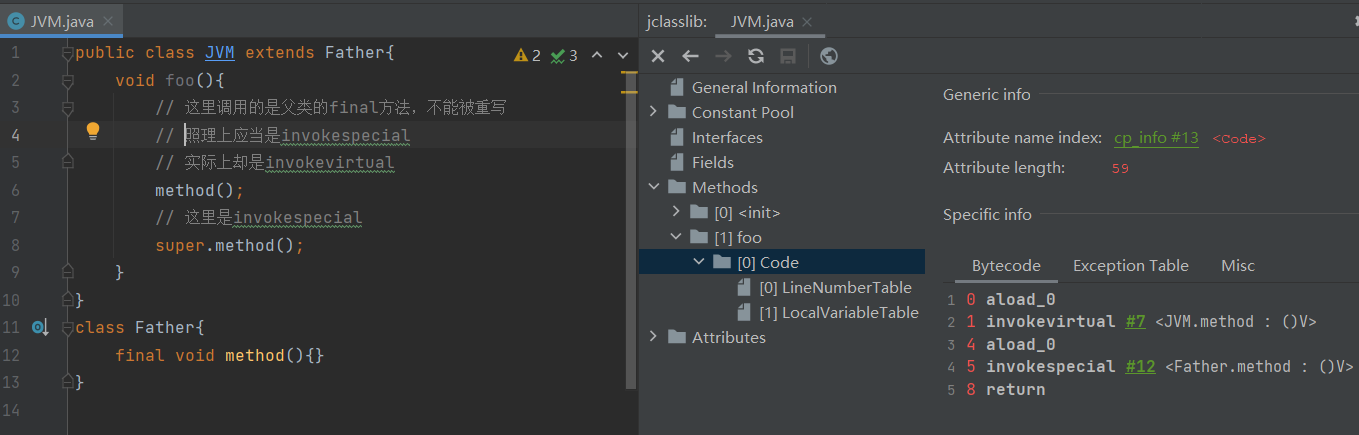 JVM.java
jclasslib:
JVM.java
1 public class JVM extends Father{
2 void foo(){
3 // 这里调用的是父类的final方法，不能被重写
4 // 照理上应当是invokespecial
5 // 实际上却是invokevirtual
6 method();
7 // 这里是invokespecial
8 super.method();
9 }
10 }
11 class Father{
12 final void method(){}
13 }
14
2 3
General Information
Constant Pool
Interfaces
Fields
Methods
[0] <init>
[1] foo
[0] Code
[0] LineNumberTable
[1] LocalVariableTable
Attributes
Generic info
Attribute name index: cp_info #13 <Code>
Attribute length: 59
Specific info
Bytecode Exception Table Misc
1 0 aload_0
2 1 invokevirtual #7 <JVM.method : ()V>
3 4 aload_0
4 5 invokespecial #12 <Father.method : ()V>
5 8 return